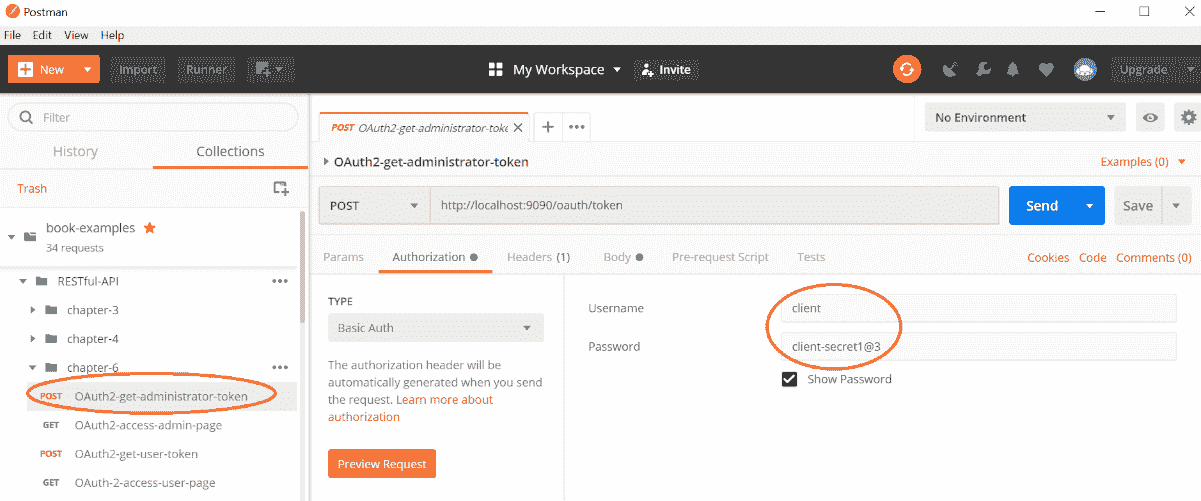 Postman
File Edit View Help
New Import Runner My Workspace Invite Upgrade
Filter
History Collections
Trash
book-examples
34 requests
RESTful-API
chapter-3
chapter-4
chapter-6
POST OAuth2-get-administrator-token
GET OAuth2-access-admin-page
POST OAuth2-get-user-token
GET OAuth-2-access-user-page
POST OAuth2-get-administrator-toke
No Environment
OAuth2-get-administrator-token
Examples (0)
POST http://localhost:9090/oauth/token Send Save
Params Authorization Headers (1) Body Pre-request Script Tests Cookies Code Comments (0)
TYPE
Basic Auth
The authorization header will be
automatically generated when you send
the request. Learn more about
authorization
Preview Request
Username client
Password client-secret1@3
Show Password